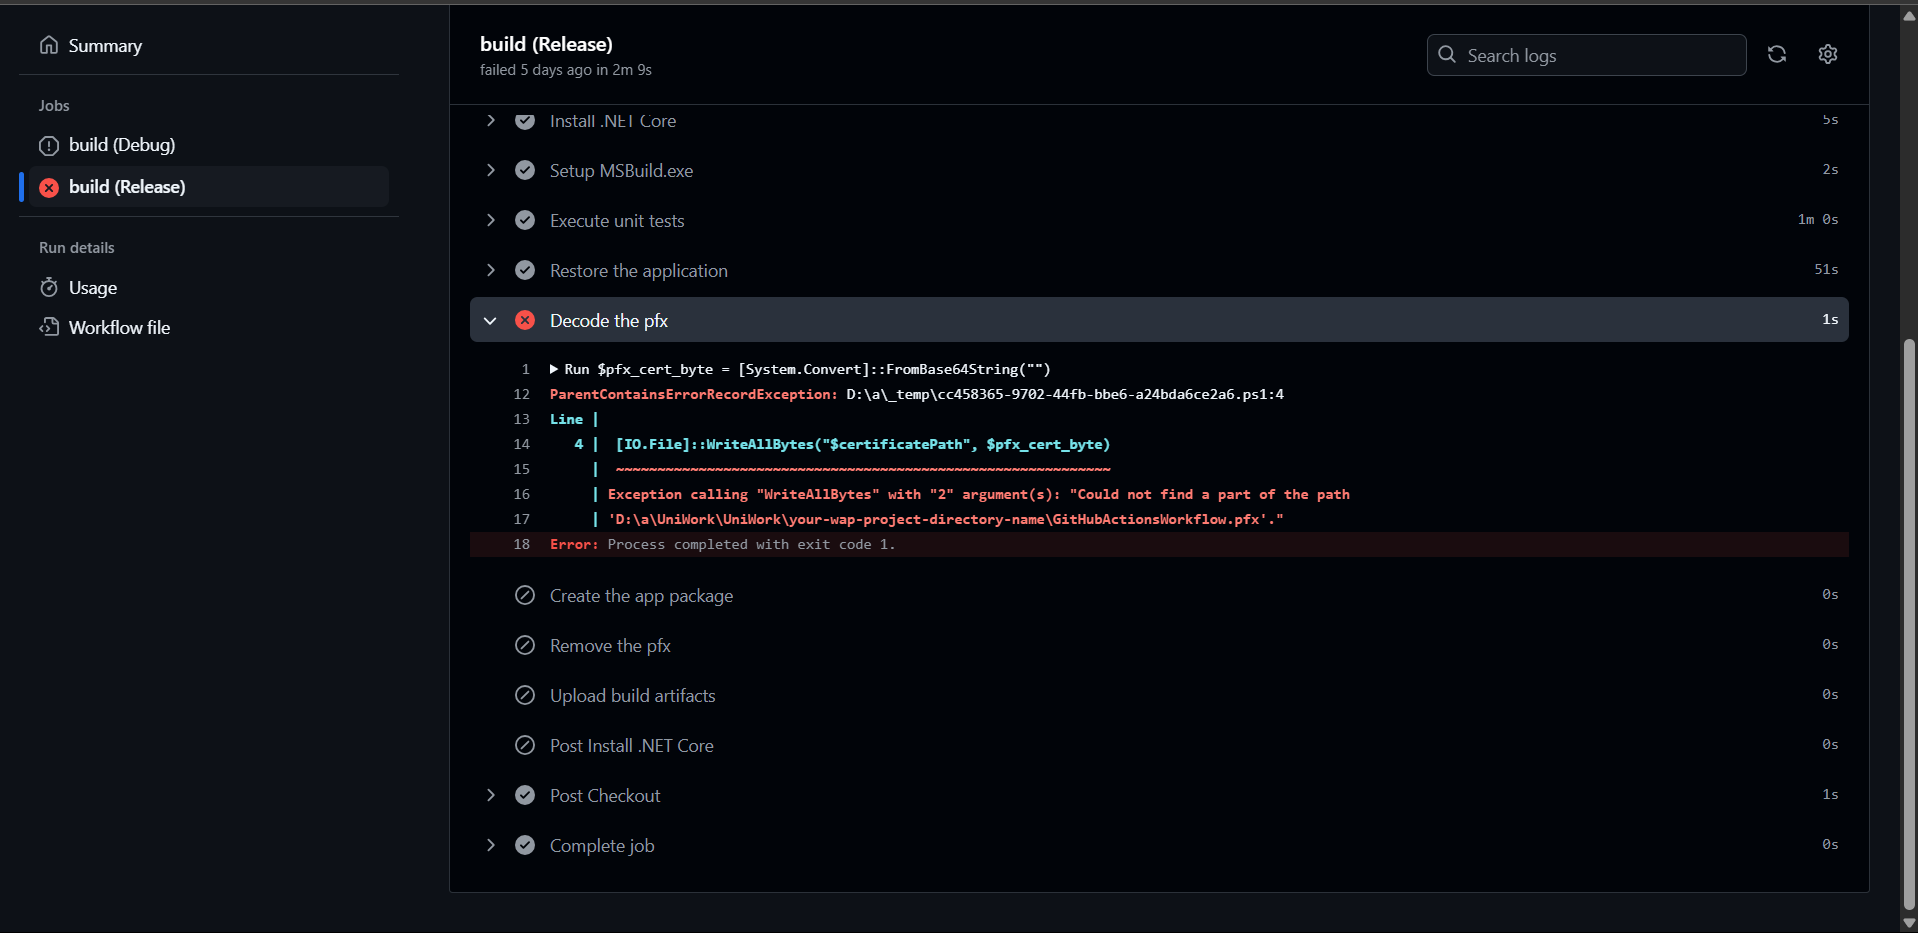 Summary
Jobs
build (Debug)
build (Release)
Run details
Usage
Workflow file
build (Release)
failed 5 days ago in 2m 9s
Search logs
Install .NET Core 5s
Setup MSBuild.exe 2s
Execute unit tests 1m 0s
Restore the application 51s
Decode the pfx 1s
1 Run $pfx_cert_byte = [System.Convert]::FromBase64String("")
12 ParentContainsErrorRecordException: D:\a\_temp\cc458365-9702-44fb-bbe6-a24bda6ce2a6.ps1:4
13 Line |
14 4 | [IO.File]::WriteAllBytes("$certificatePath", $pfx_cert_byte)
15 | ~~~~~~~~~~~~~~~~~~~~~~~~~~~~~~~~~~~~~~~~~~~~~~~~~~~~~~~~~~~~
16 | Exception calling "WriteAllBytes" with "2" argument(s): "Could not find a part of the path
17 | 'D:\a\UniWork\UniWork\your-wap-project-directory-name\GitHubActionsWorkflow.pfx'."
18 Error: Process completed with exit code 1.
Create the app package 0s
Remove the pfx 0s
Upload build artifacts 0s
Post Install .NET Core 0s
Post Checkout 1s
Complete job 0s